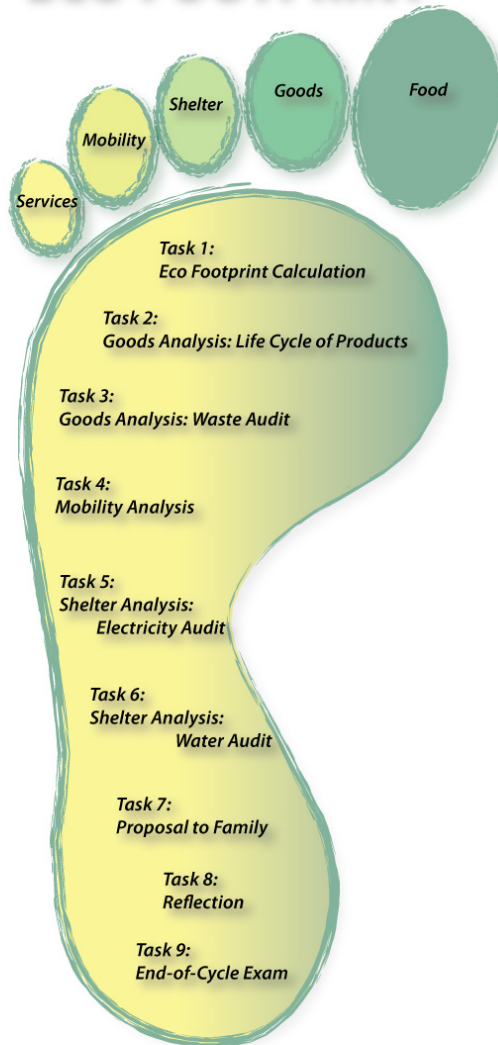 Food
Goods
Shelter
Mobility
Services
Task 1:
Eco Footprint Calculation
Task 2:
Goods Analysis: Life Cycle of Products
Task 3:
Goods Analysis: Waste Audit
Task 4:
Mobility Analysis
Task 5:
Shelter Analysis:
Electricity Audit
Task 6:
Shelter Analysis:
Water Audit
Task 7:
Proposal to Family
Task 8:
Reflection
Task 9:
End-of-Cycle Exam